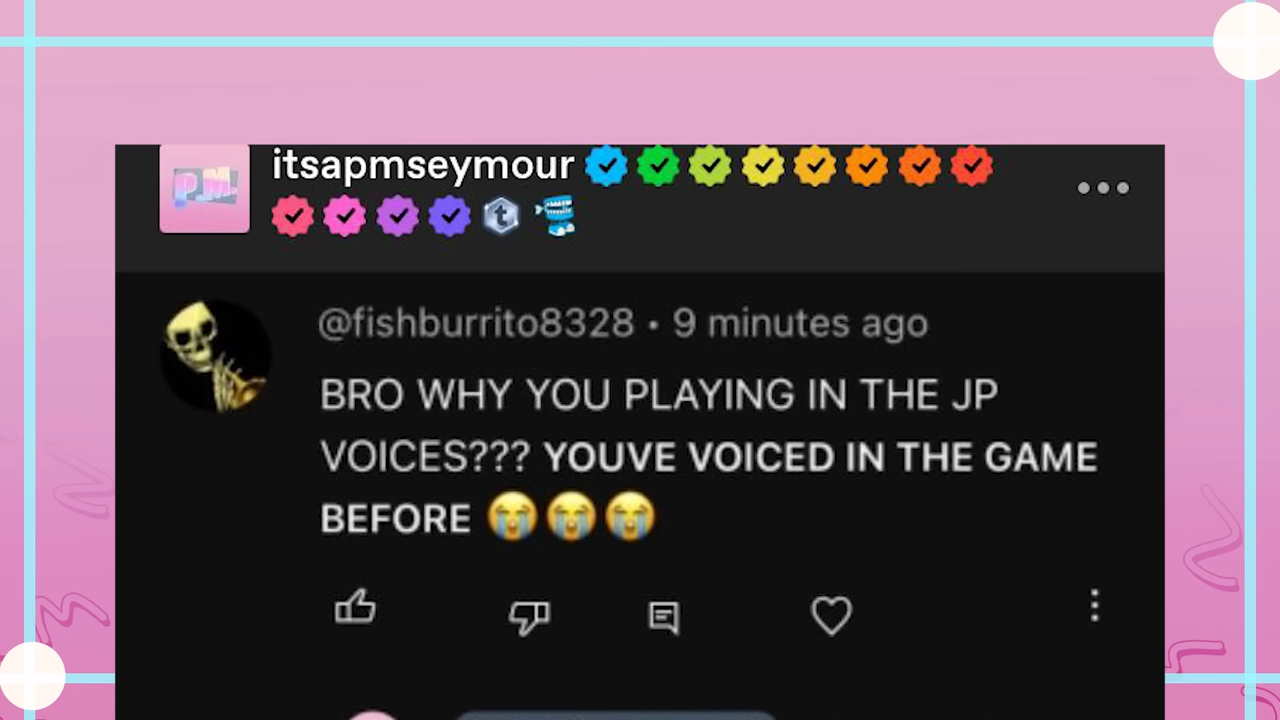 P.M.
itsapmseymour
t
@fishburrito8328 • 9 minutes ago
BRO WHY YOU PLAYING IN THE JP
VOICES??? YOUVE VOICED IN THE GAME
BEFORE 😭😭😭